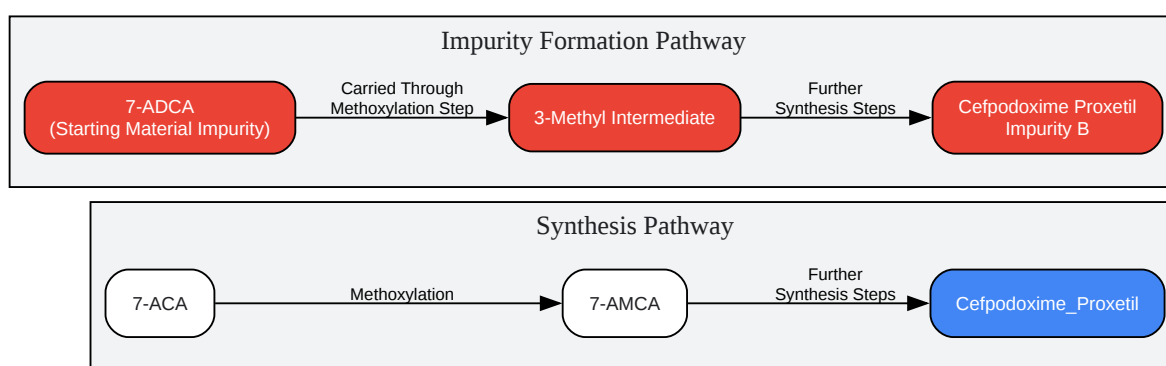 Impurity Formation Pathway
7-ADCA
(Starting Material Impurity)
Carried Through
Methoxylation Step
3-Methyl Intermediate
Further
Synthesis Steps
Cefpodoxime Proxetil
Impurity B
Synthesis Pathway
7-ACA
Methoxylation
7-AMCA
Further
Synthesis Steps
Cefpodoxime_Proxetil